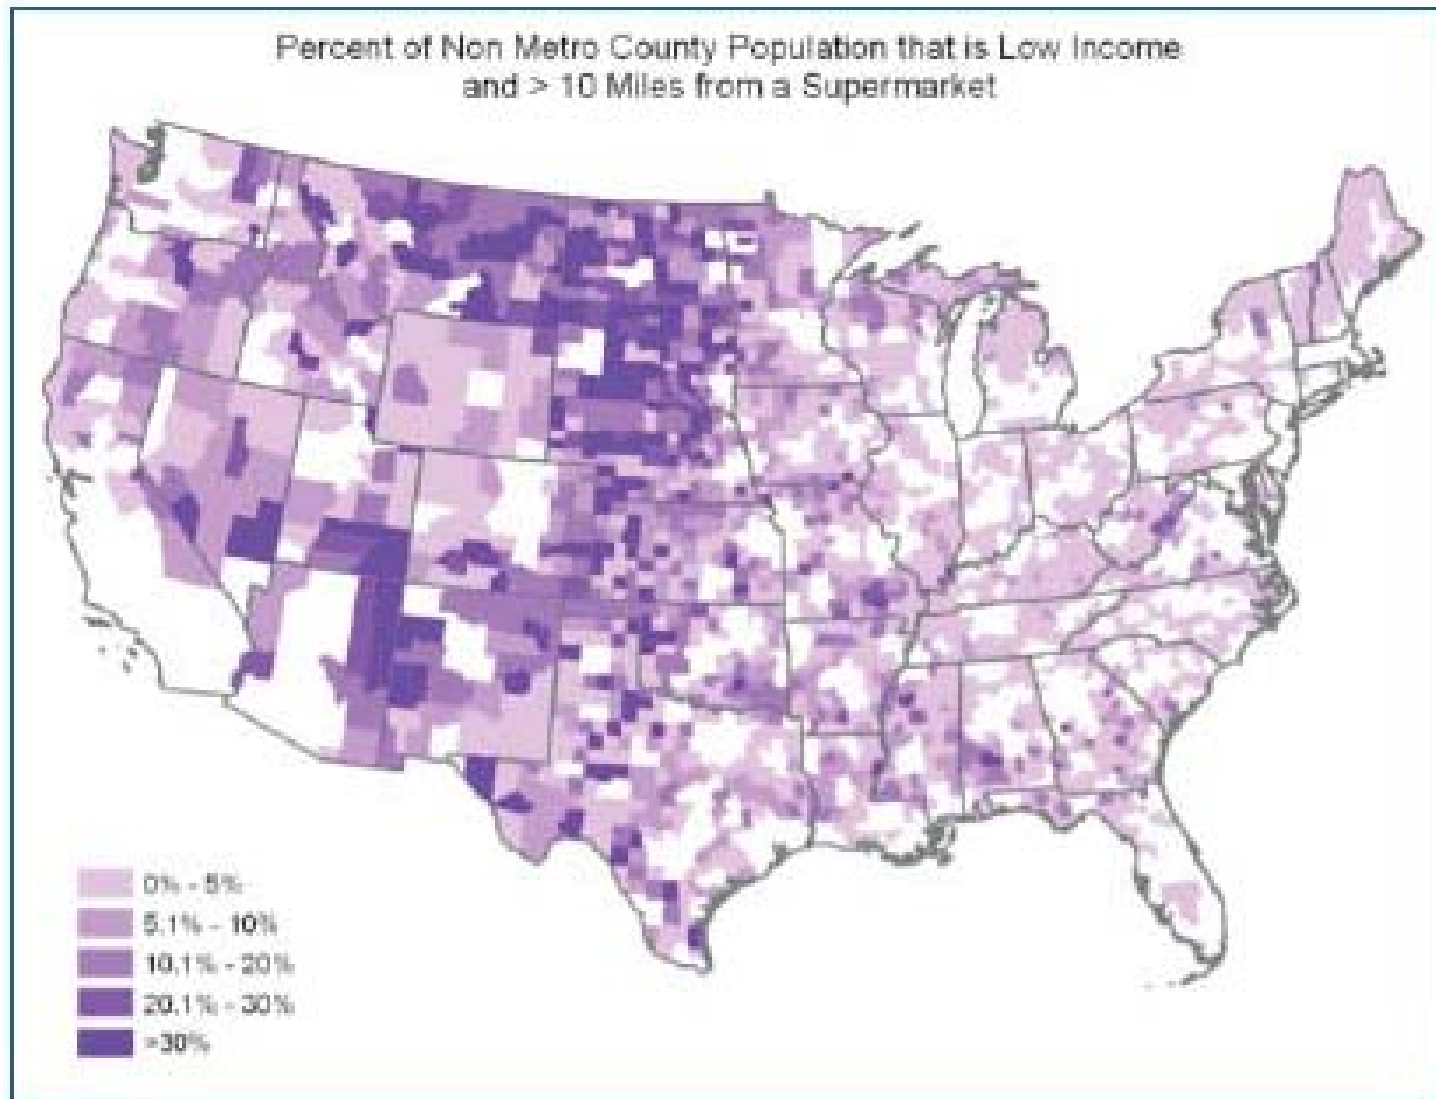 Percent of Non Metro County Population that is Low Income
and > 10 Miles from a Supermarket
0% - 5%
5.1% - 10%
10.1% - 20%
20.1% - 30%
>30%